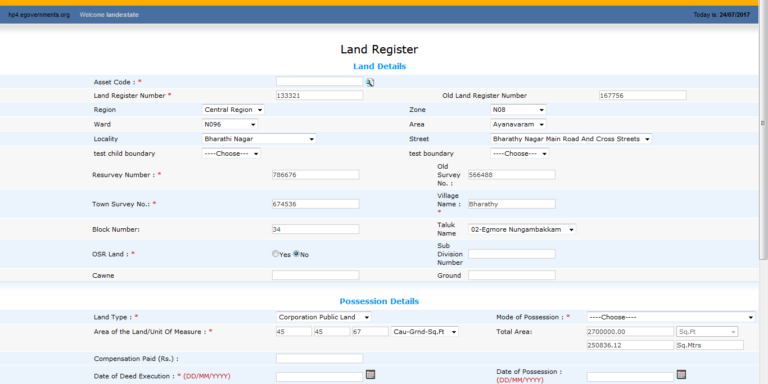 hp4.egovernments.org Welcome landestate Today is: 24/07/2017
Land Register
Land Details
Asset Code : *
Land Register Number * 133321 Old Land Register Number 167756
Region Central Region Zone N08
Ward N096 Area Ayanavaram
Locality Bharathi Nagar Street Bharathy Nagar Main Road And Cross Streets
test child boundary ----Choose--- test boundary ----Choose---
Resurvey Number : * 786676 Old Survey No. : 566488
Town Survey No.: * 674536 Village Name : * Bharathy
Block Number: 34 Taluk Name 02-Egmore Nungambakkam
OSR Land : * Yes No Sub Division Number
Cawne Ground
Possession Details
Land Type : * Corporation Public Land Mode of Possession : * ----Choose----
Area of the Land/Unit Of Measure : * 45 45 67 Cau-Grnd-Sq.Ft Total Area: 2700000.00 Sq.Ft
250836.12 Sq.Mtrs
Compensation Paid (Rs.) :
Date of Deed Execution : * (DD/MM/YYYY) Date of Possession : (DD/MM/YYYY)